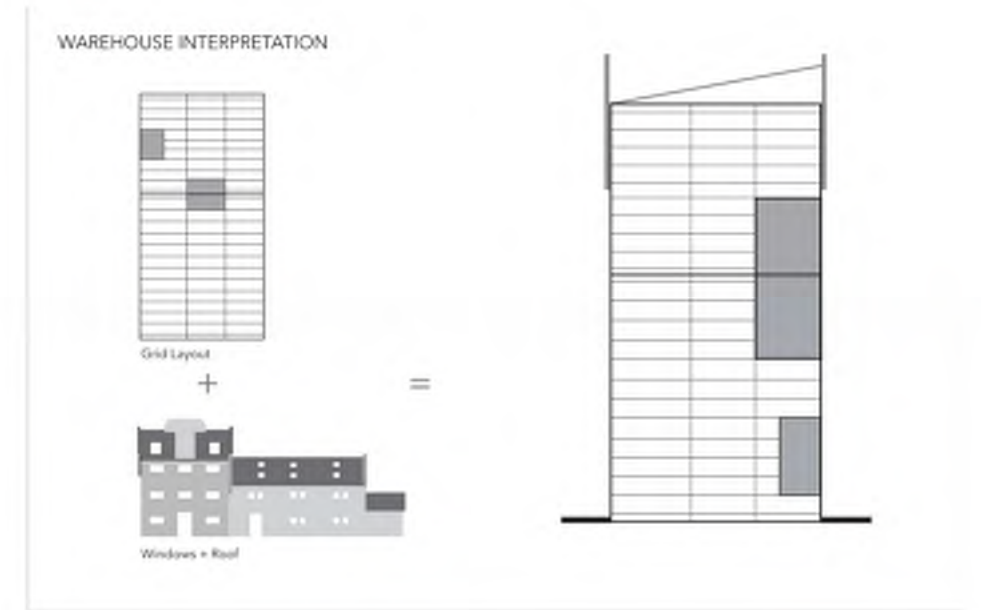 WAREHOUSE INTERPRETATION
Grid Layout
+
=
Windows + Roof